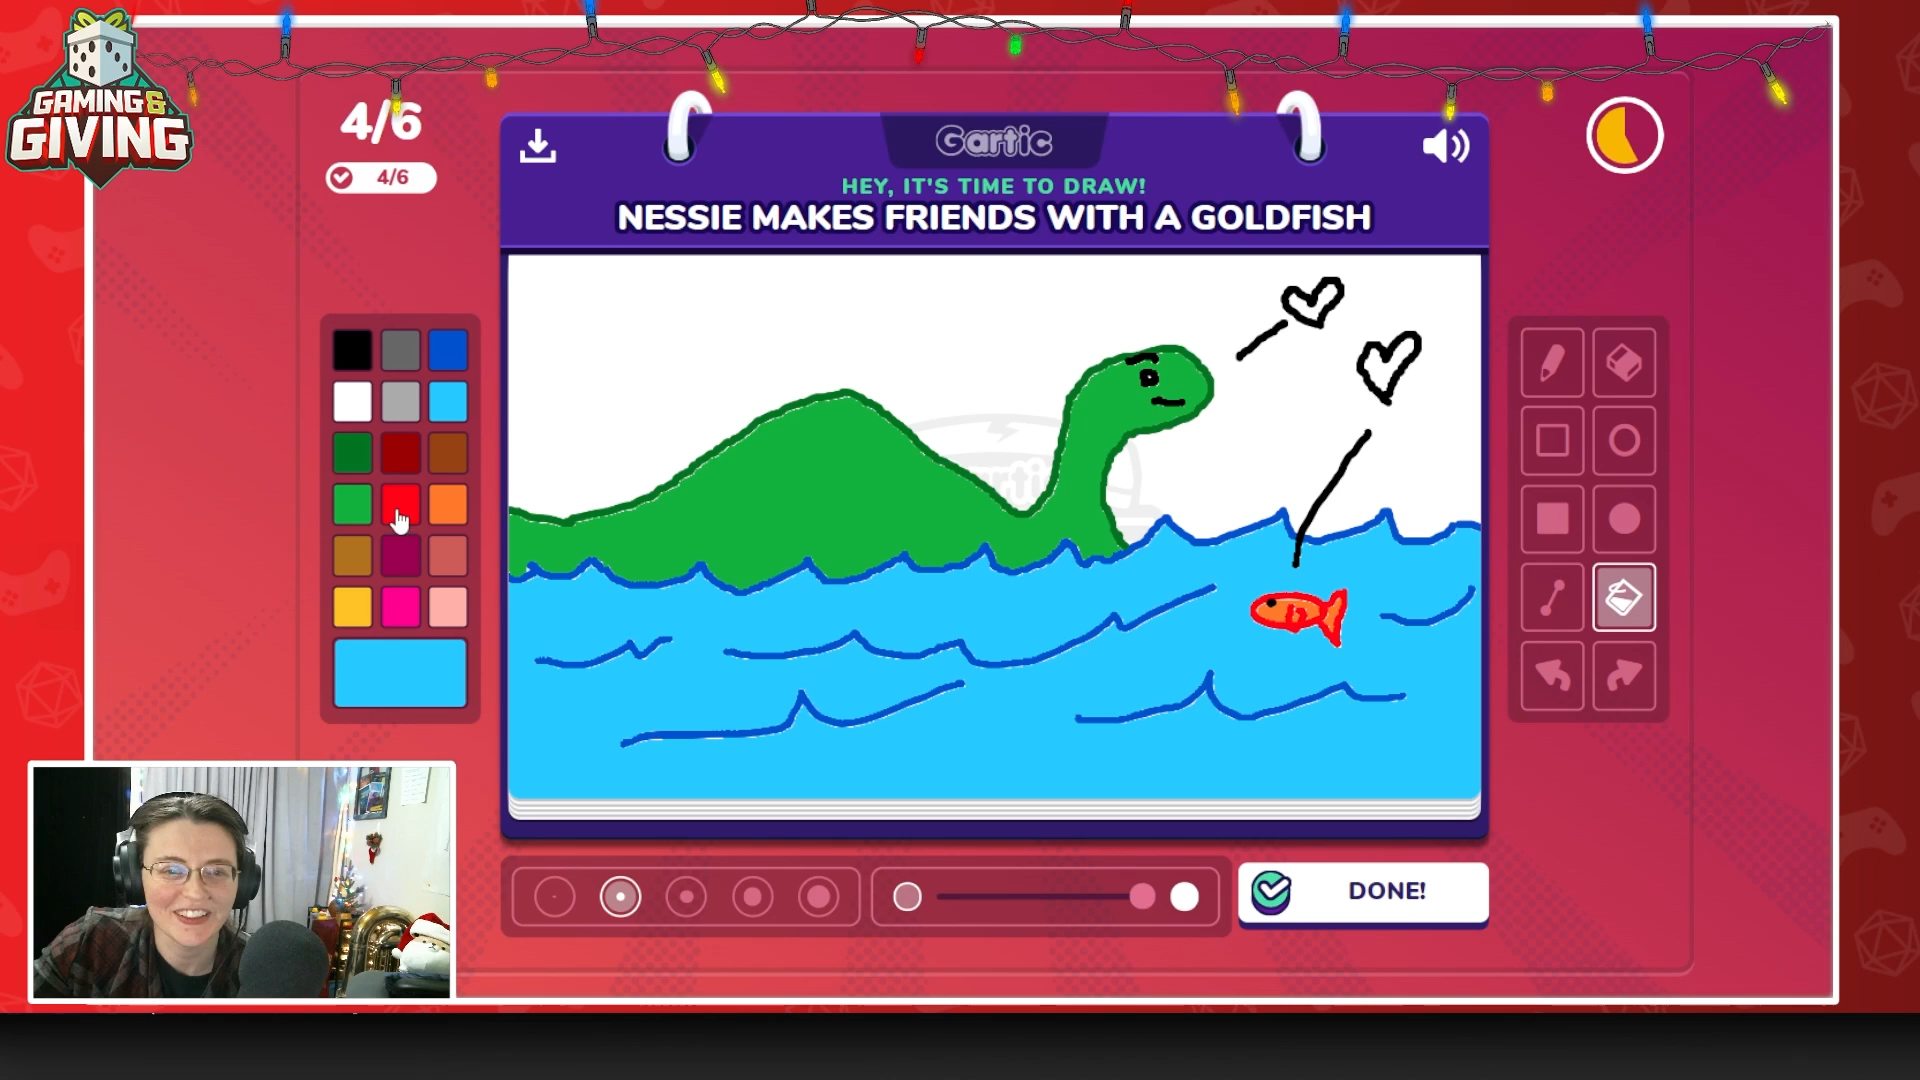 GAMING &
GIVING
4/6
4/6
Gartic
HEY, IT'S TIME TO DRAW!
NESSIE MAKES FRIENDS WITH A GOLDFISH
DONE!